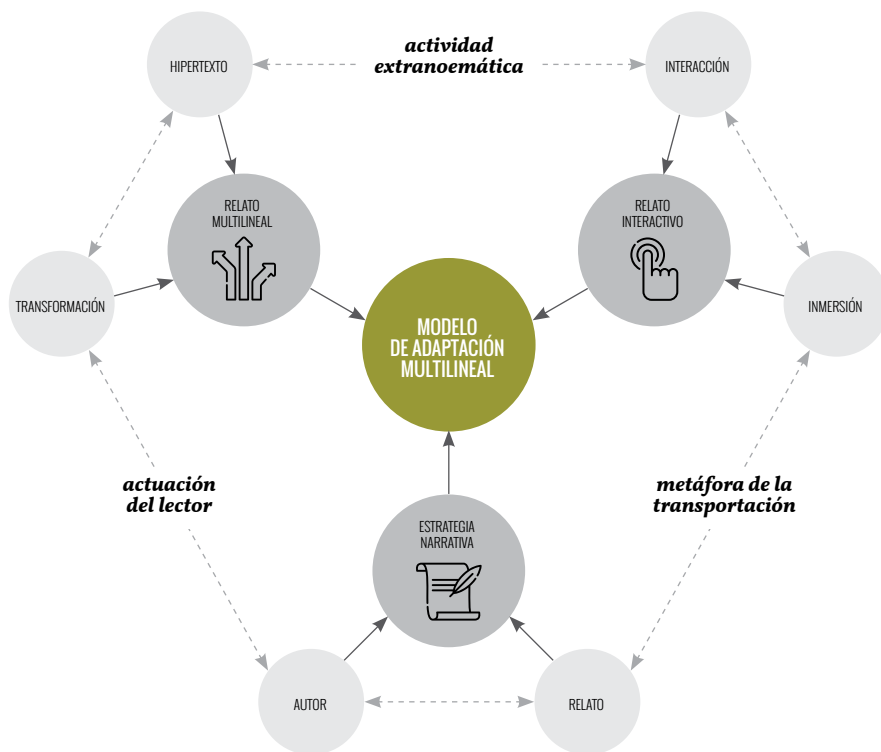 actividad
extranoemática
HIPERTEXTO
INTERACCIÓN
RELATO
MULTILINEAL
RELATO
INTERACTIVO
TRANSFORMACIÓN
INMERSIÓN
MODELO
DE ADAPTACIÓN
MULTILINEAL
actuación
del lector
metáfora de la
transportación
ESTRATEGIA
NARRATIVA
AUTOR
RELATO